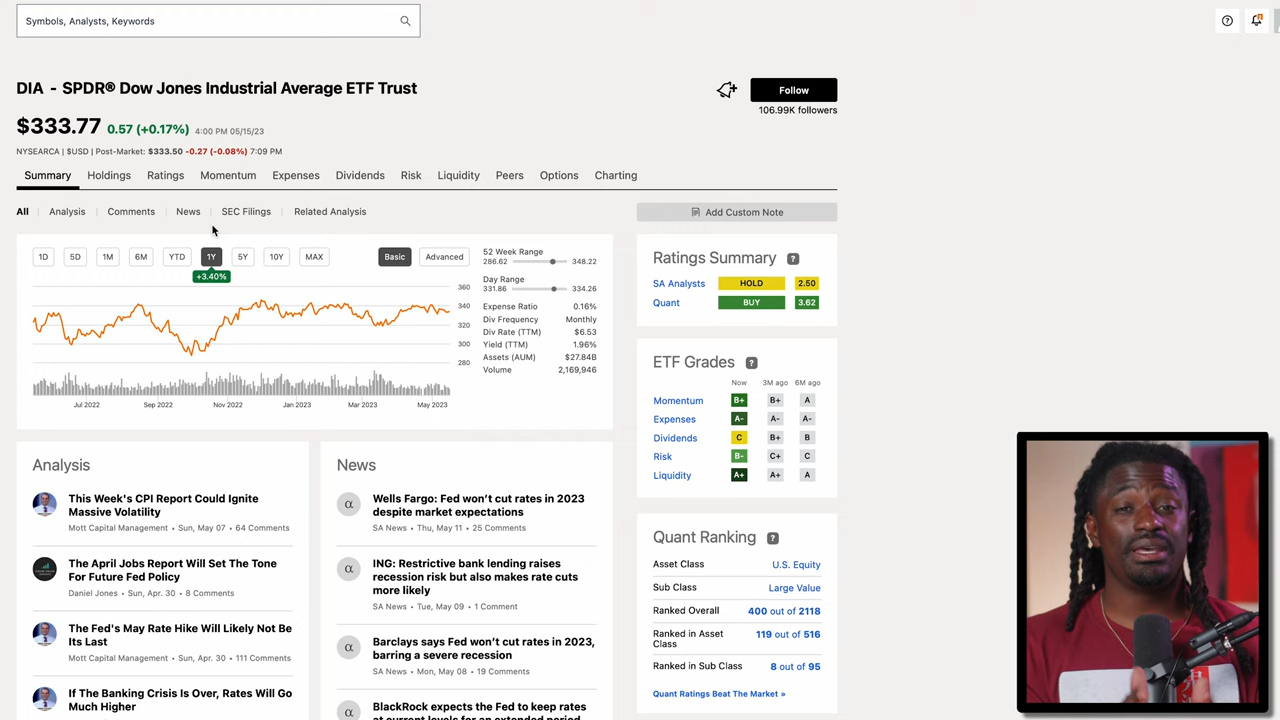 Symbols, Analysts, Keywords
DIA - SPDR® Dow Jones Industrial Average ETF Trust
Follow
106.99K followers
$333.77 0.57 (+0.17%) 4:00 PM 05/15/23
NYSEARCA | $USD | Post-Market: $333.50 -0.27 (-0.08%) 7:09 PM
Summary Holdings Ratings Momentum Expenses Dividends Risk Liquidity Peers Options Charting
All | Analysis | Comments | News | SEC Filings | Related Analysis
Add Custom Note
1D 5D 1M 6M YTD 1Y 5Y 10Y MAX Basic Advanced
+3.40%
360
340
320
300
280
Jul 2022 Sep 2022 Nov 2022 Jan 2023 Mar 2023 May 2023
52 Week Range
286.62 348.22
Day Range
331.86 334.26
Expense Ratio 0.16%
Div Frequency Monthly
Div Rate (TTM) $6.53
Yield (TTM) 1.96%
Assets (AUM) $27.84B
Volume 2,169,946
Ratings Summary ?
SA Analysts HOLD 2.50
Quant BUY 3.62
ETF Grades ?
Now 3M ago 6M ago
Momentum B+ B+ A
Expenses A- A- A-
Dividends C B+ B
Risk B- C+ C
Liquidity A+ A+ A
Quant Ranking ?
Asset Class U.S. Equity
Sub Class Large Value
Ranked Overall 400 out of 2118
Ranked in Asset 119 out of 516
Class
Ranked in Sub Class 8 out of 95
Quant Ratings Beat The Market »
Analysis
This Week's CPI Report Could Ignite
Massive Volatility
Mott Capital Management • Sun, May 07 • 64 Comments
The April Jobs Report Will Set The Tone
For Future Fed Policy
Daniel Jones • Sun, Apr. 30 • 8 Comments
The Fed's May Rate Hike Will Likely Not Be
Its Last
Mott Capital Management • Sun, Apr. 30 • 111 Comments
If The Banking Crisis Is Over, Rates Will Go
Much Higher
News
α
Wells Fargo: Fed won't cut rates in 2023
despite market expectations
SA News • Thu, May 11 • 25 Comments
α
ING: Restrictive bank lending raises
recession risk but also makes rate cuts
more likely
SA News • Tue, May 09 • 1 Comment
α
Barclays says Fed won't cut rates in 2023,
barring a severe recession
SA News • Mon, May 08 • 19 Comments
α
BlackRock expects the Fed to keep rates
at current levels for an extended period